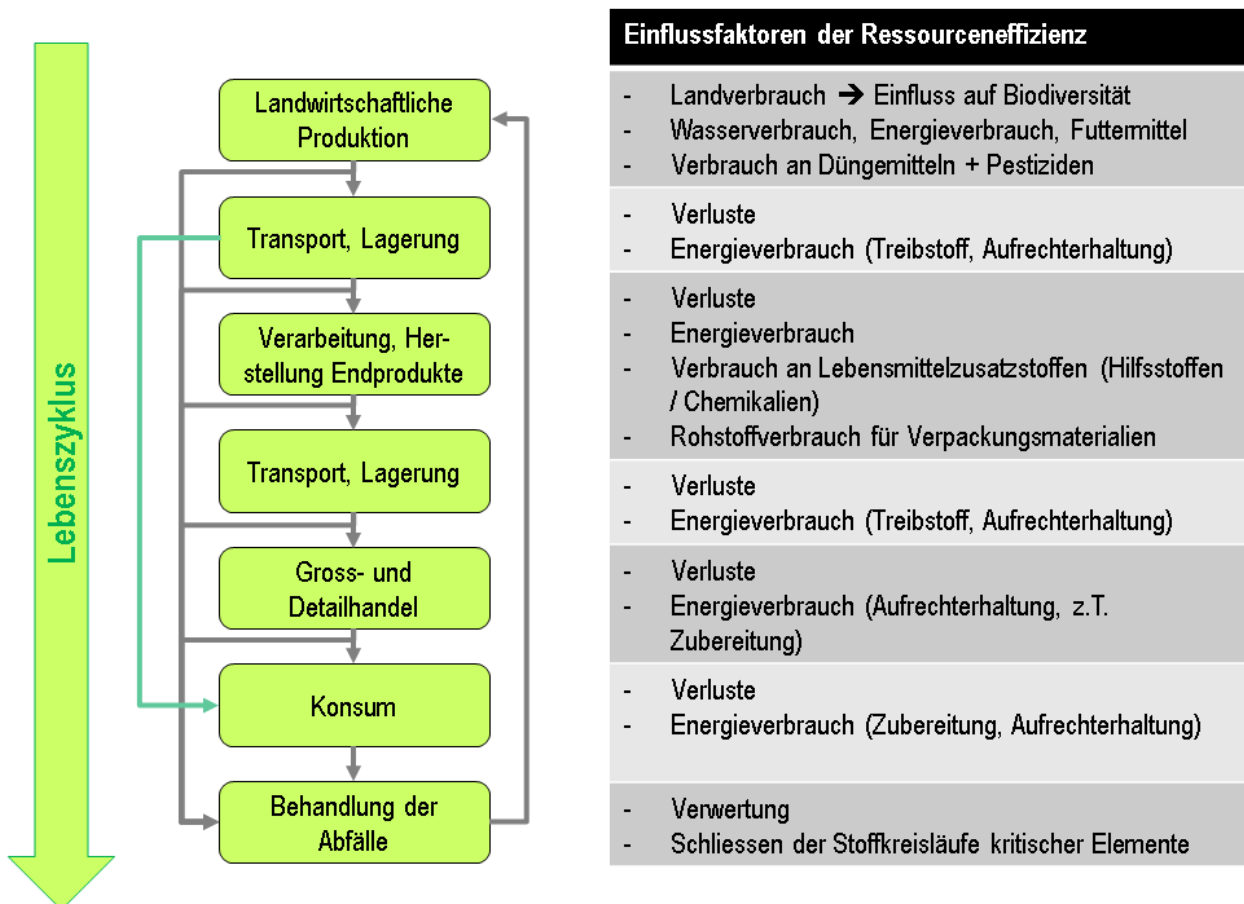 Lebenszyklus
Landwirtschaftliche
Produktion
Transport, Lagerung
Verarbeitung, Her-
stellung Endprodukte
Transport, Lagerung
Gross- und
Detailhandel
Konsum
Behandlung der
Abfälle
Einflussfaktoren der Ressourceneffizienz
- Landverbrauch ➔ Einfluss auf Biodiversität
- Wasserverbrauch, Energieverbrauch, Futtermittel
- Verbrauch an Düngemitteln + Pestiziden
- Verluste
- Energieverbrauch (Treibstoff, Aufrechterhaltung)
- Verluste
- Energieverbrauch
- Verbrauch an Lebensmittelzusatzstoffen (Hilfsstoffen
/ Chemikalien)
- Rohstoffverbrauch für Verpackungsmaterialien
- Verluste
- Energieverbrauch (Treibstoff, Aufrechterhaltung)
- Verluste
- Energieverbrauch (Aufrechterhaltung, z.T.
Zubereitung)
- Verluste
- Energieverbrauch (Zubereitung, Aufrechterhaltung)
- Verwertung
- Schliessen der Stoffkreisläufe kritischer Elemente